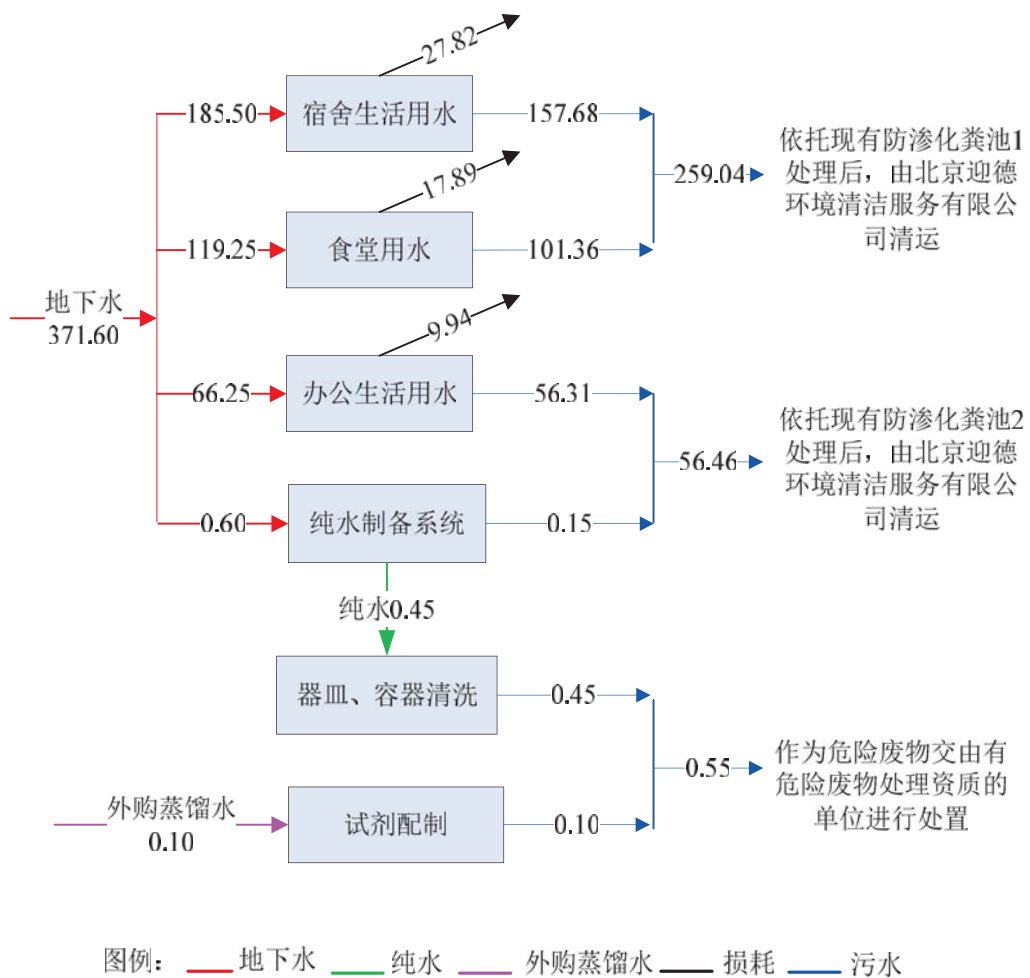 27.82
185.50
宿舍生活用水
157.68
17.89
119.25
食堂用水
101.36
259.04
依托现有防渗化粪池1
处理后，由北京迎德
环境清洁服务有限公
司清运
地下水
371.60
9.94
66.25
办公生活用水
56.31
0.60
纯水制备系统
0.15
56.46
依托现有防渗化粪池2
处理后，由北京迎德
环境清洁服务有限公
司清运
纯水0.45
器皿、容器清洗
0.45
外购蒸馏水
0.10
试剂配制
0.10
0.55
作为危险废物交由有
危险废物处理资质的
单位进行处置
图例： 地下水 纯水 外购蒸馏水 损耗 污水